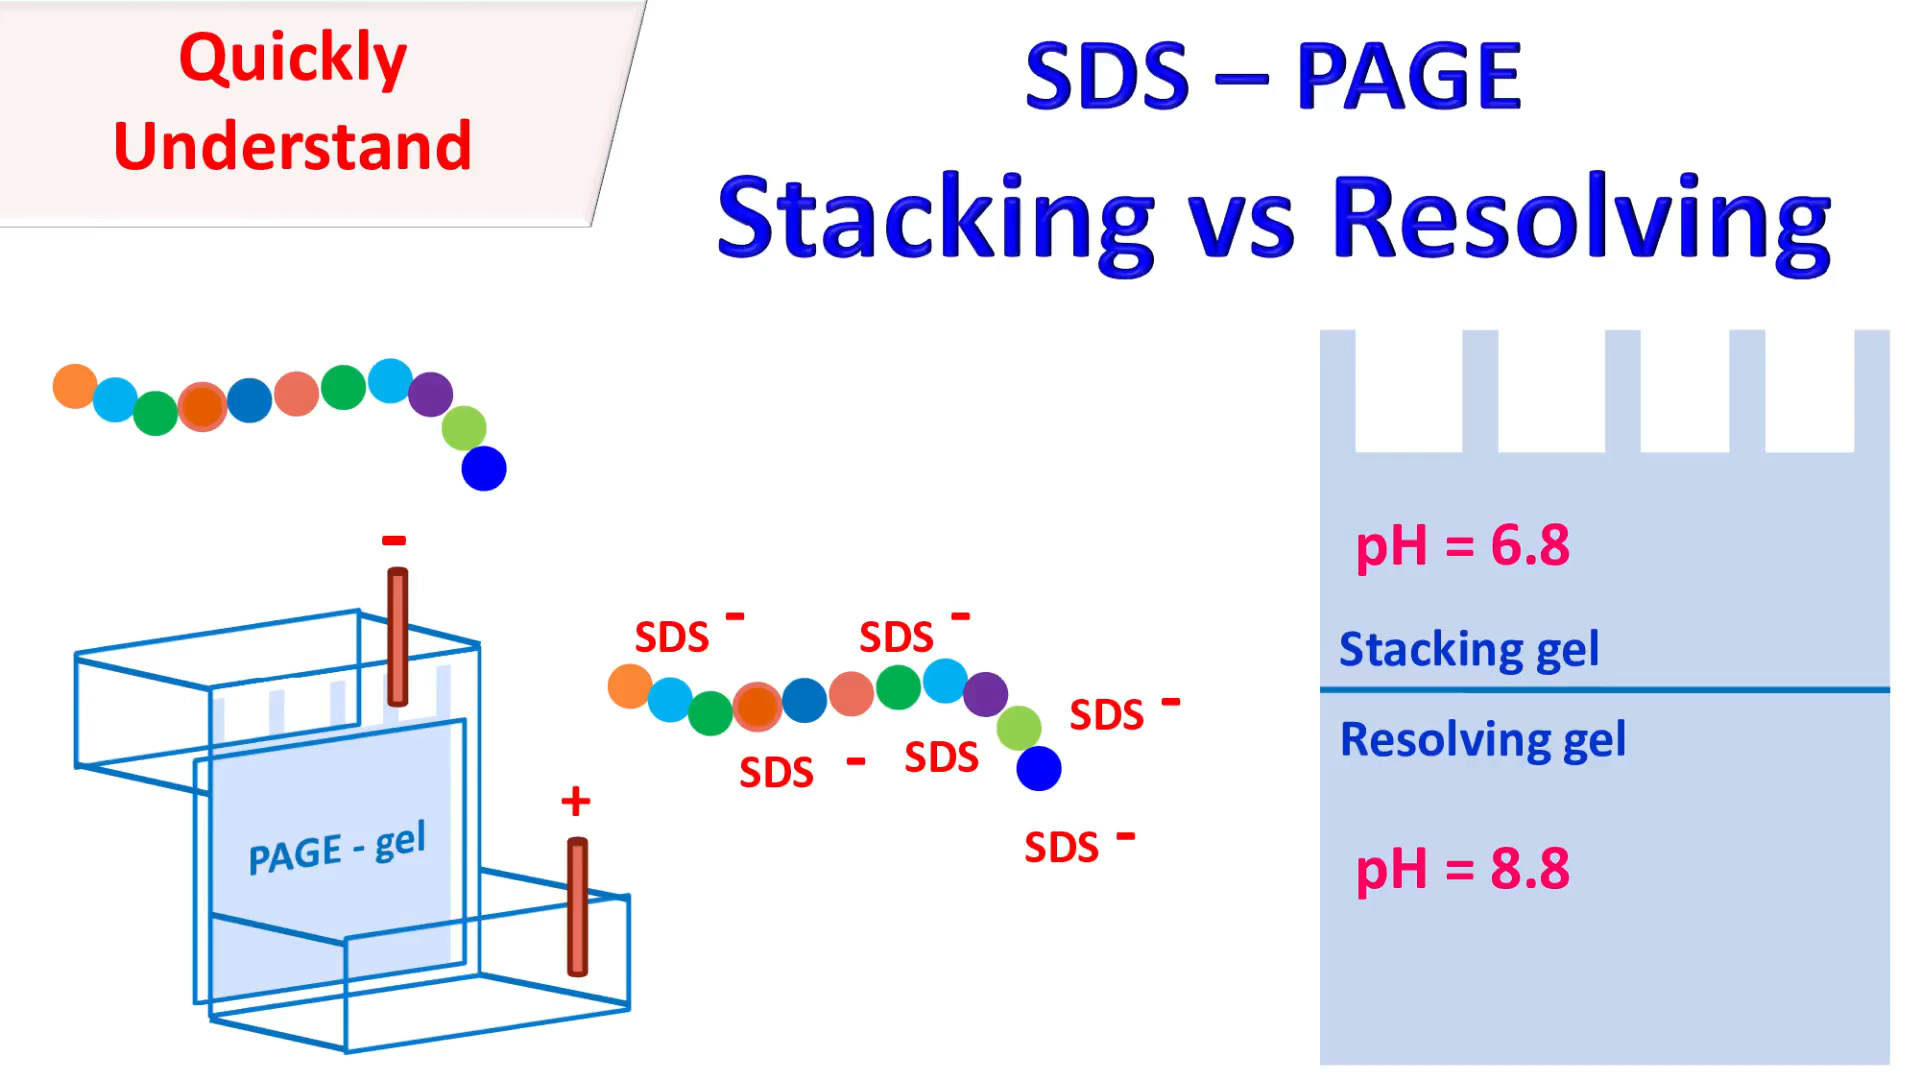 Quickly
Understand
SDS – PAGE
Stacking vs Resolving
-
+
PAGE - gel
SDS -
SDS -
SDS -
SDS -
SDS
SDS -
pH = 6.8
Stacking gel
Resolving gel
pH = 8.8